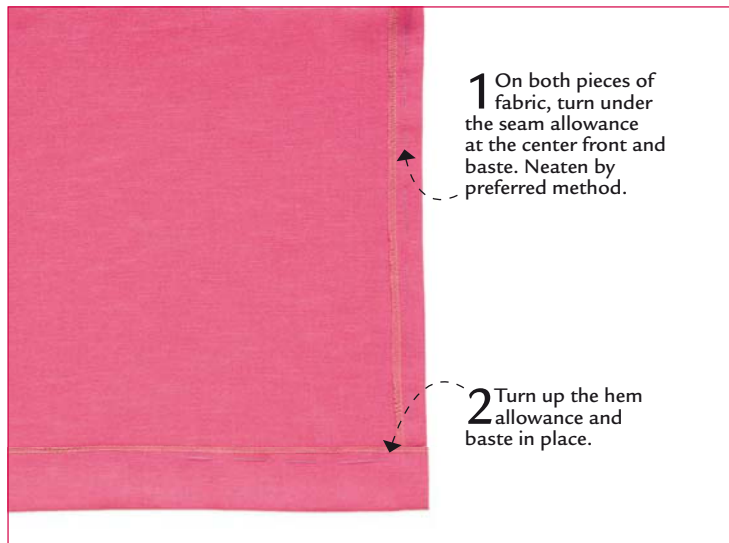 1 On both pieces of
fabric, turn under
the seam allowance
at the center front and
baste. Neaten by
preferred method.
2 Turn up the hem
allowance and
baste in place.